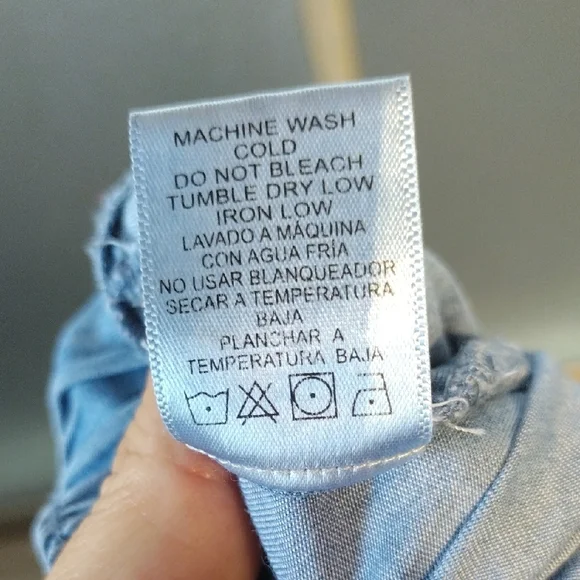 MACHINE WASH
COLD
DO NOT BLEACH
TUMBLE DRY LOW
IRON LOW
LAVADO A MÁQUINA
CON AGUA FRÍA
NO USAR BLANQUEADOR
SECAR A TEMPERATURA
BAJA
PLANCHAR A
TEMPERATURA BAJA